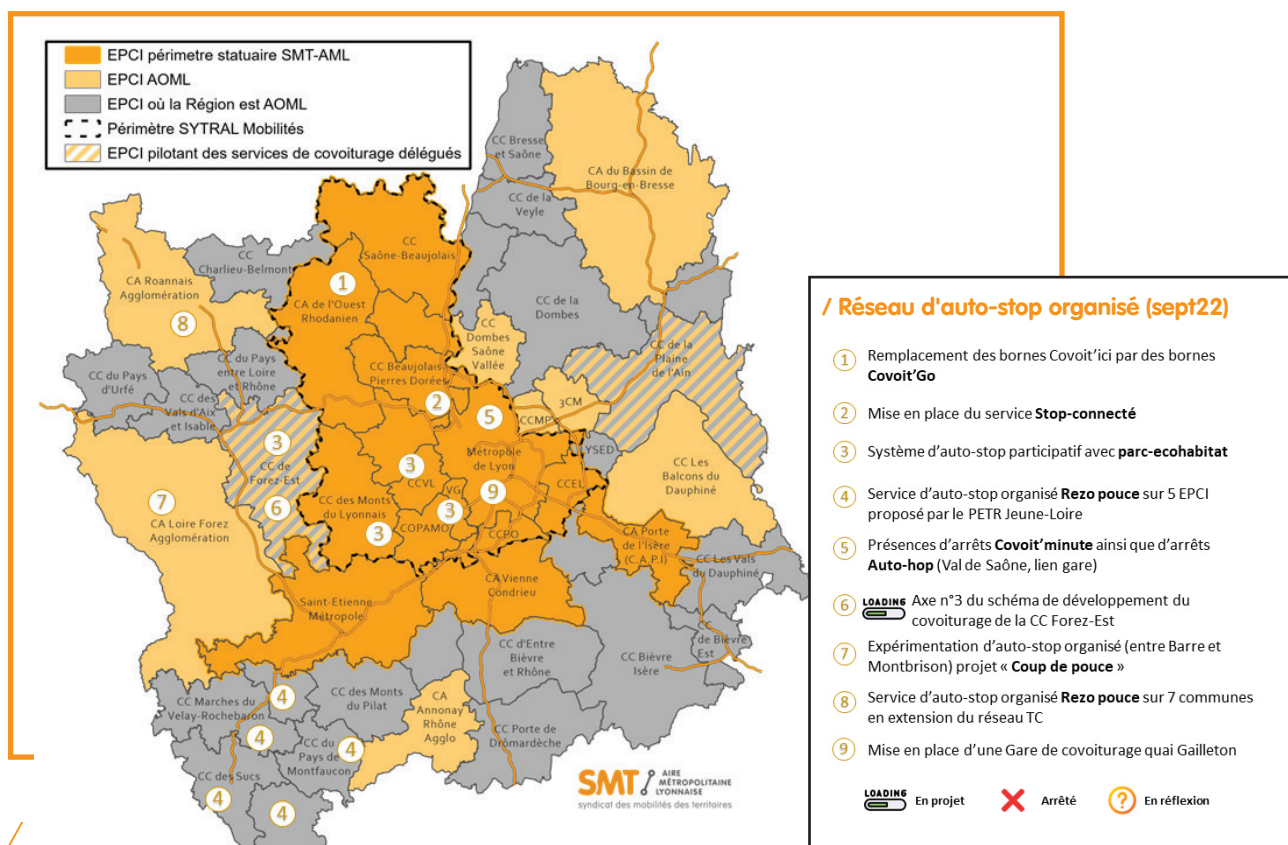 EPCI périmetre statuaire SMT-AML
EPCI AOML
EPCI où la Région est AOML
Périmètre SYTRAL Mobilités
EPCI pilotant des services de covoiturage délégués
CC Bresse
et Saône
CA du Bassin de
Bourg-en-Bresse
CC de la
Veyle
CC
Saône-Beaujolais
CC
Charlieu-Belmont
CA Roannais
Agglomération
8
1
CA de l'Ouest
Rhodanien
CC de la
Dombes
CC
Dombes
Saône
Vallée
CC de la
Plaine
de l'Ain
CC du Pays
d'Urfé
CC du Pays
entre Loire
et Rhône
CC des
Vals d'Aix
et Isable
CC Beaujolais
Pierres Dorées
2
5
3CM
CCMP
3
CC de
Forez-Est
6
3
CCVL
Métropole
de Lyon
9
VG
3
CCEL
LYSED
CC Les
Balcons du
Dauphiné
7
CA Loire Forez
Agglomération
CC des Monts
du Lyonnais
3
COPAMO
CCPO
CA Porte
de l'Isère
(C.A.P.I)
CC Les Vals
du Dauphiné
Saint-Etienne
Métropole
CA Vienne
Condrieu
CC
de Bièvre
Est
CC d'Entre
Bièvre
et Rhône
CC Bièvre
Isère
CC Marches du
Velay-Rochebaron
4
CC des Monts
du Pilat
CA
Annonay
Rhône
Agglo
4
CC du
Pays de
Montfaucon
4
CC Porte de
Drômardèche
CC des Sucs
4
4
SMT
AIRE
MÉTROPOLITAINE
LYONNAISE
syndicat des mobilités des territoires
/ Réseau d'auto-stop organisé (sept22)
1 Remplacement des bornes Covoit'ici par des bornes
Covoit'Go
2 Mise en place du service Stop-connecté
3 Système d'auto-stop participatif avec parc-ecohabitat
4 Service d'auto-stop organisé Rezo pouce sur 5 EPCI
proposé par le PETR Jeune-Loire
5 Présences d'arrêts Covoit'minute ainsi que d'arrêts
Auto-hop (Val de Saône, lien gare)
6 LOADING Axe n°3 du schéma de développement du
covoiturage de la CC Forez-Est
7 Expérimentation d'auto-stop organisé (entre Barre et
Montbrison) projet « Coup de pouce »
8 Service d'auto-stop organisé Rezo pouce sur 7 communes
en extension du réseau TC
9 Mise en place d'une Gare de covoiturage quai Gailleton
LOADING En projet Arrêté ? En réflexion
/